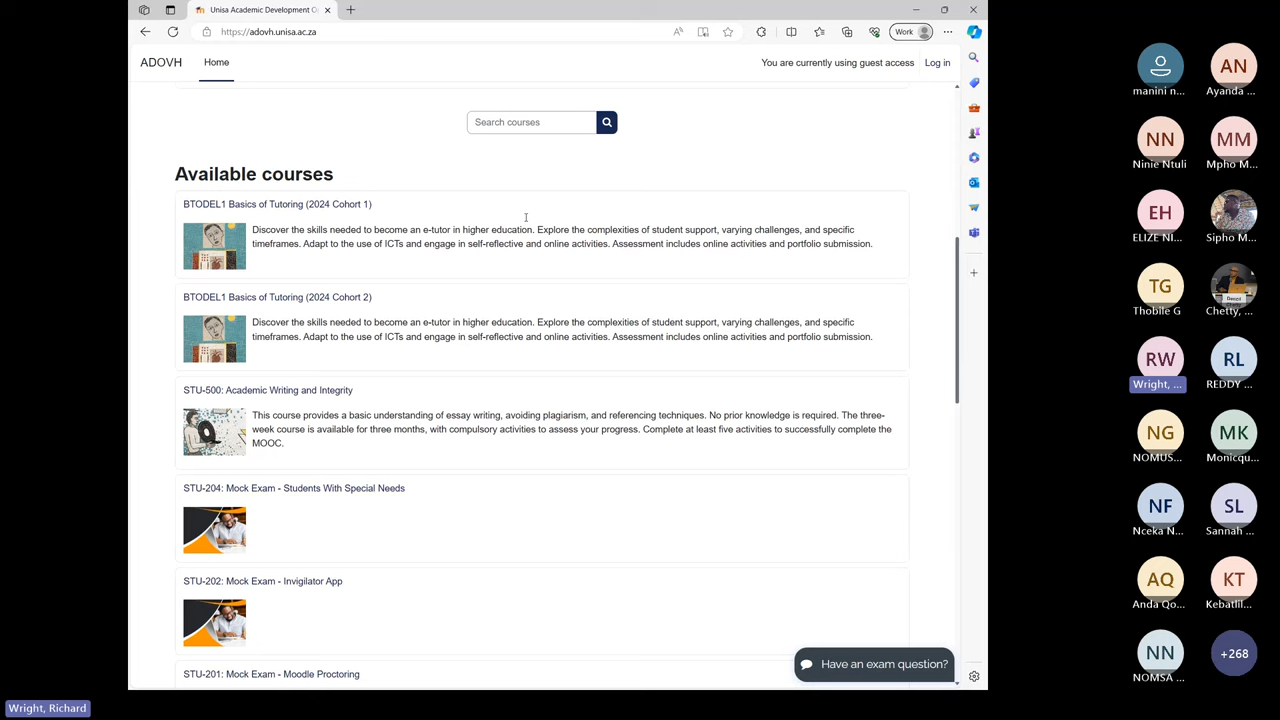 Unisa Academic Development O
https://adovh.unisa.ac.za
Work
ADOVH
Home
You are currently using guest access
Log in
Search courses
Available courses
BTODEL1 Basics of Tutoring (2024 Cohort 1)
Discover the skills needed to become an e-tutor in higher education. Explore the complexities of student support, varying challenges, and specific
timeframes. Adapt to the use of ICTs and engage in self-reflective and online activities. Assessment includes online activities and portfolio submission.
BTODEL1 Basics of Tutoring (2024 Cohort 2)
Discover the skills needed to become an e-tutor in higher education. Explore the complexities of student support, varying challenges, and specific
timeframes. Adapt to the use of ICTs and engage in self-reflective and online activities. Assessment includes online activities and portfolio submission.
STU-500: Academic Writing and Integrity
This course provides a basic understanding of essay writing, avoiding plagiarism, and referencing techniques. No prior knowledge is required. The three-
week course is available for three months, with compulsory activities to assess your progress. Complete at least five activities to successfully complete the
MOOC.
STU-204: Mock Exam - Students With Special Needs
STU-202: Mock Exam - Invigilator App
STU-201: Mock Exam - Moodle Proctoring
Have an exam question?
manini n...
AN
Ayanda ...
NN
Ninie Ntuli
MM
Mpho M...
EH
ELIZE NI...
Sipho M...
TG
Thobile G
Chetty, ...
RW
Wright, ...
RL
REDDY ...
NG
NOMUS...
MK
Monicqu...
NF
Nceka N...
SL
Sannah ...
AQ
Anda Qo...
KT
Kebatlil...
NN
NOMSA ...
+268
Wright, Richard